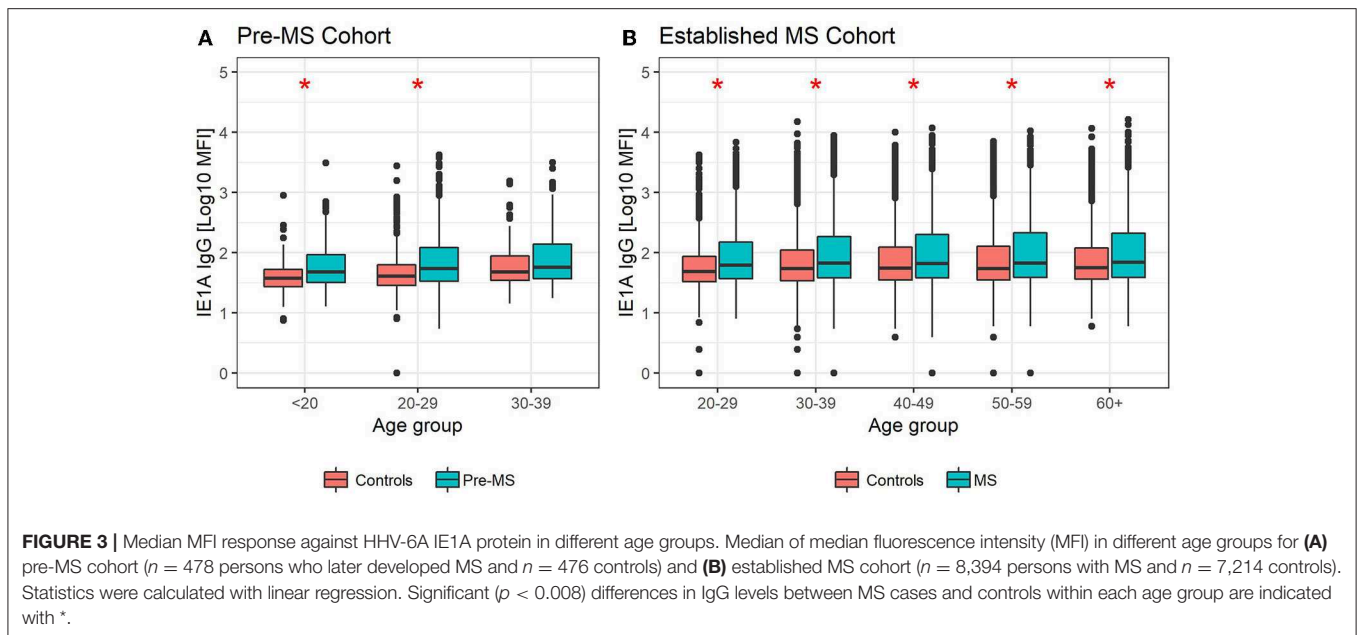 A Pre-MS Cohort
IE1A IgG [Log10 MFI]
5
4
3
2
1
0
<20 20-29 30-39
Age group
Controls Pre-MS
B Established MS Cohort
IE1A IgG [Log10 MFI]
5
4
3
2
1
0
* * * * * * *
20-29 30-39 40-49 50-59 60+
Age group
Controls MS
FIGURE 3 | Median MFI response against HHV-6A IE1A protein in different age groups. Median of median fluorescence intensity (MFI) in different age groups for (A)
pre-MS cohort (n = 478 persons who later developed MS and n = 476 controls) and (B) established MS cohort (n = 8,394 persons with MS and n = 7,214 controls).
Statistics were calculated with linear regression. Significant (p < 0.008) differences in IgG levels between MS cases and controls within each age group are indicated
with *.